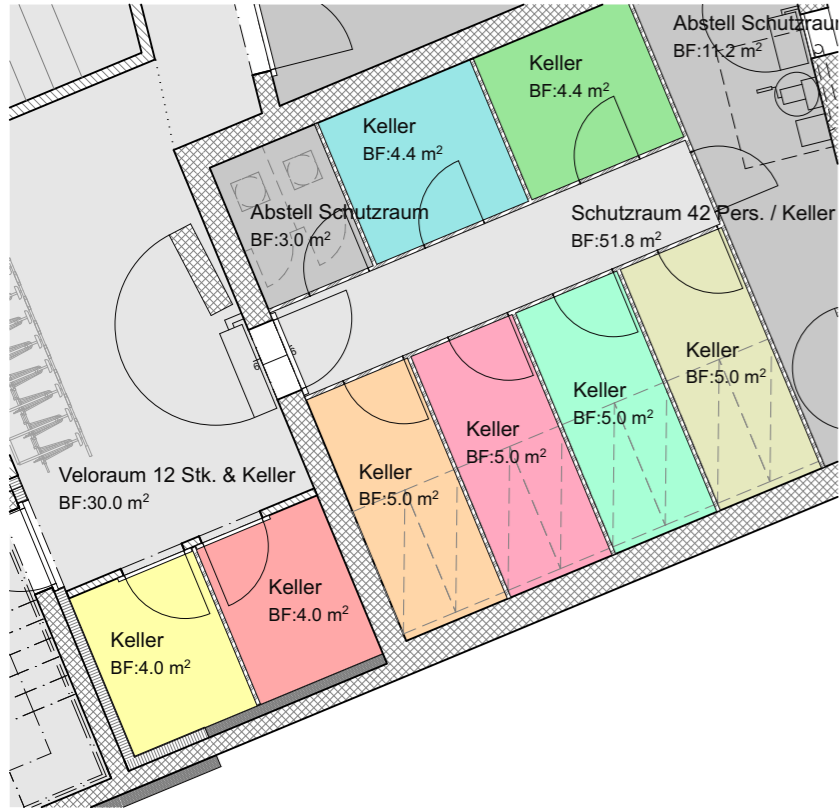 Abstell Schutzraum
BF:11.2 m²
Keller
BF:4.4 m²
Keller
BF:4.4 m²
Abstell Schutzraum
BF:3.0 m²
Schutzraum 42 Pers. / Keller
BF:51.8 m²
Keller
BF:5.0 m²
Keller
BF:5.0 m²
Keller
BF:5.0 m²
Keller
BF:5.0 m²
Veloraum 12 Stk. & Keller
BF:30.0 m²
Keller
BF:4.0 m²
Keller
BF:4.0 m²